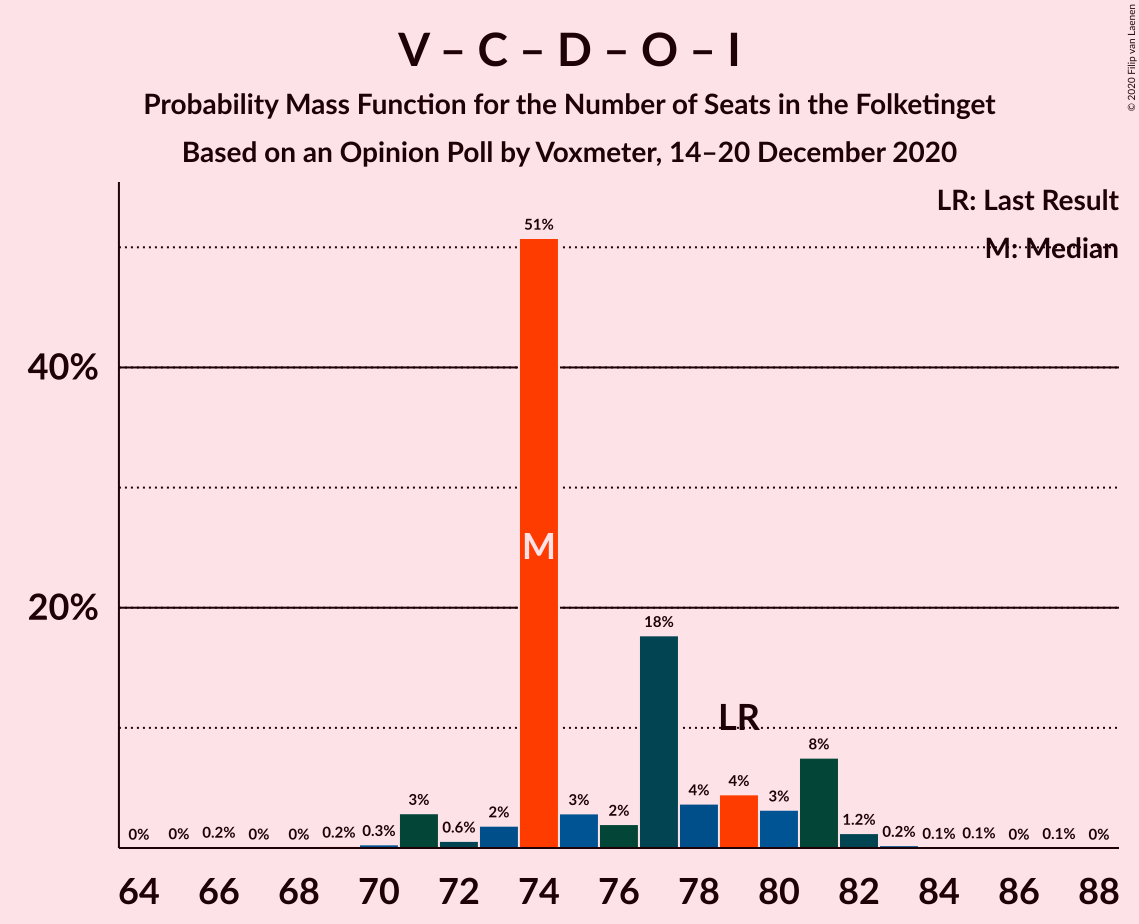 V – C – D – O – I
Probability Mass Function for the Number of Seats in the Folketinget
Based on an Opinion Poll by Voxmeter, 14–20 December 2020
© 2020 Filip van Laenen
LR: Last Result
M: Median
40%
20%
0% 0% 0.2% 0% 0% 0.2% 0.3% 3% 0.6% 2% 51% 3% 2% 18% 4% 4% 3% 8% 1.2% 0.2% 0.1% 0.1% 0% 0.1% 0%
M
LR
64 66 68 70 72 74 76 78 80 82 84 86 88